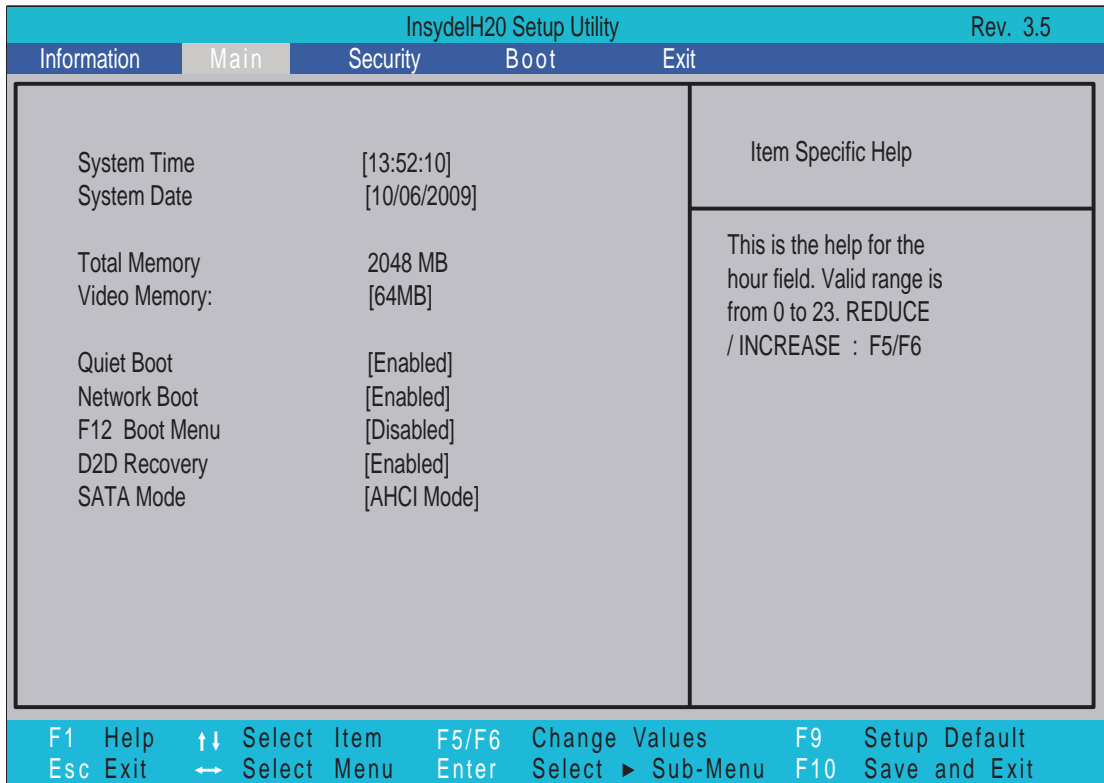 InsydelH20 Setup Utility Rev. 3.5
Information Main Security Boot Exit
System Time [13:52:10]
System Date [10/06/2009]
Total Memory 2048 MB
Video Memory: [64MB]
Quiet Boot [Enabled]
Network Boot [Enabled]
F12 Boot Menu [Disabled]
D2D Recovery [Enabled]
SATA Mode [AHCI Mode]
Item Specific Help
This is the help for the
hour field. Valid range is
from 0 to 23. REDUCE
/ INCREASE : F5/F6
F1 Help ↑↓ Select Item F5/F6 Change Values F9 Setup Default
Esc Exit ↔ Select Menu Enter Select ► Sub-Menu F10 Save and Exit